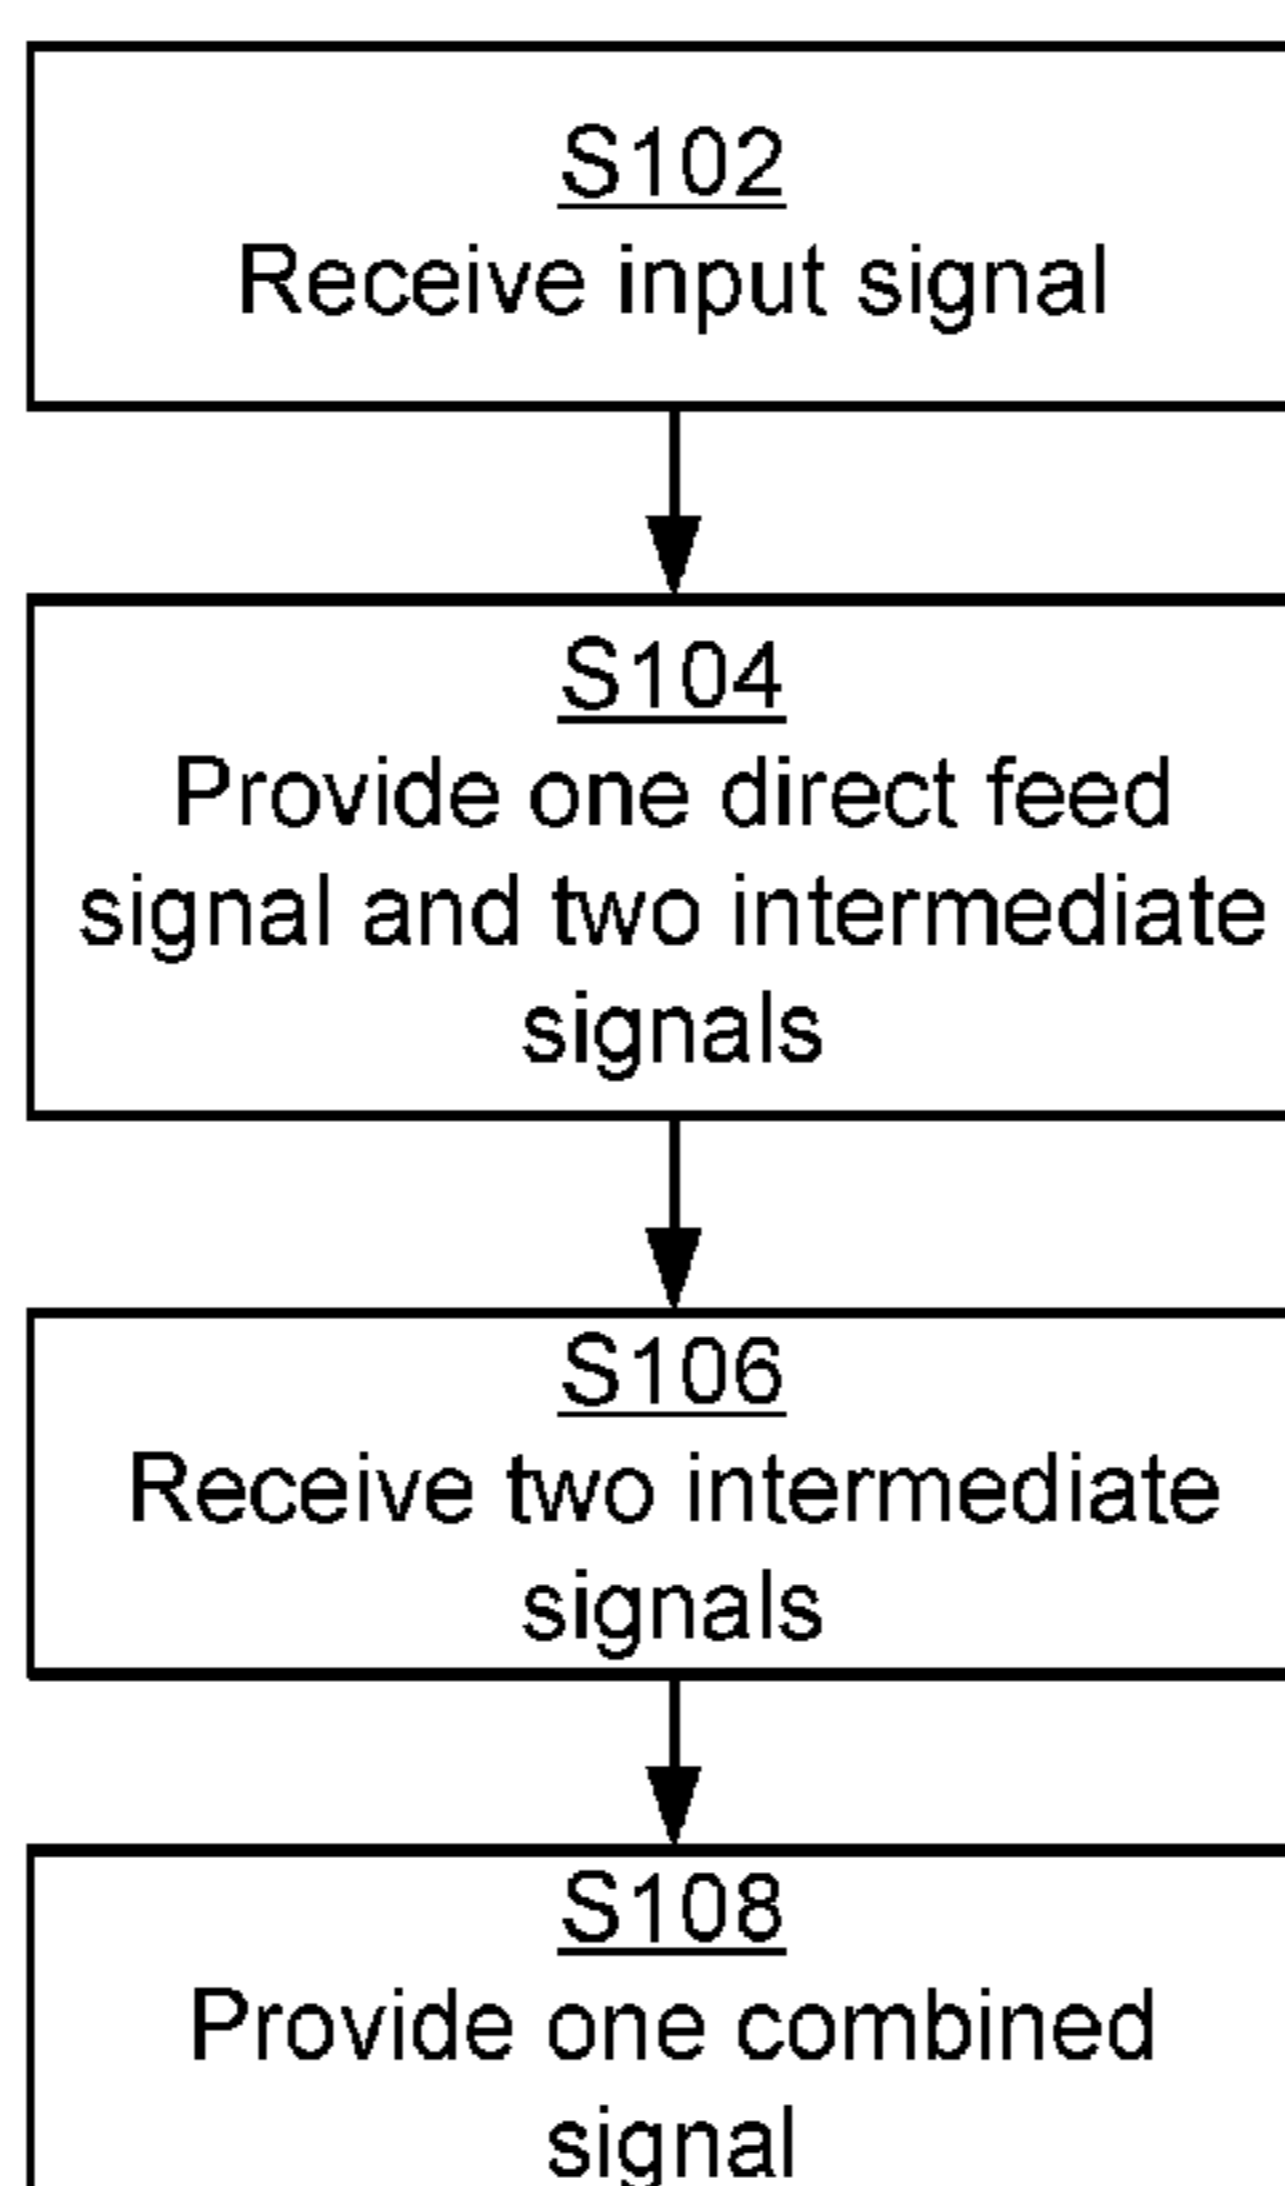 S102
Receive input signal
S104
Provide one direct feed
signal and two intermediate
signals
S106
Receive two intermediate
signals
S108
Provide one combined
signal